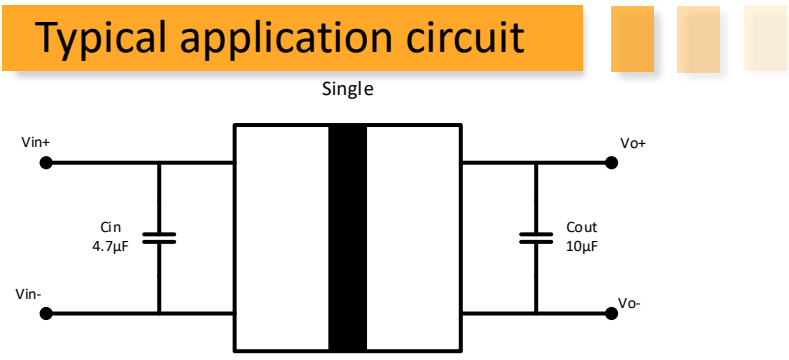 Typical application circuit
Single
Vin+
Vo+
Cin
4.7µF
Cout
10µF
Vin-
Vo-